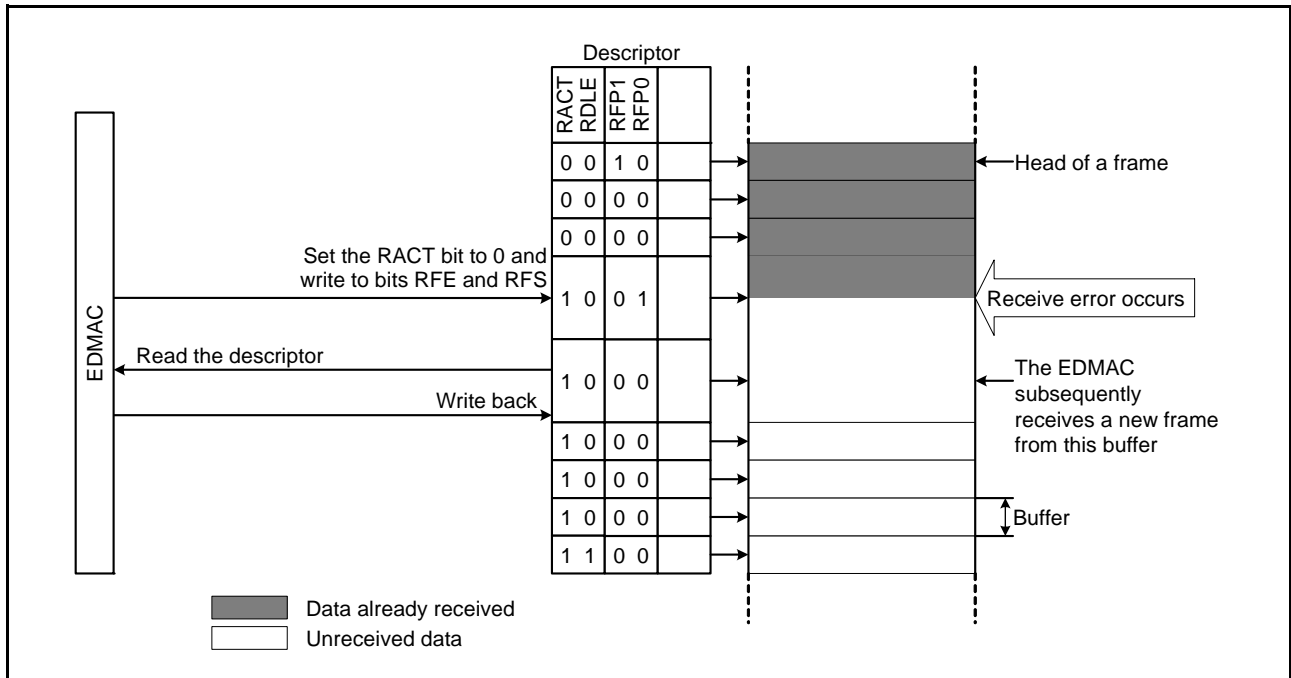 Descriptor
RACT
RDLE
RFP1
RFP0
0 0 1 0
Head of a frame
0 0 0 0
0 0 0 0
Set the RACT bit to 0 and
write to bits RFE and RFS
1 0 0 1
Receive error occurs
EDMAC
Read the descriptor
1 0 0 0
Write back
The EDMAC
subsequently
receives a new frame
from this buffer
1 0 0 0
1 0 0 0
1 0 0 0
Buffer
1 1 0 0
Data already received
Unreceived data